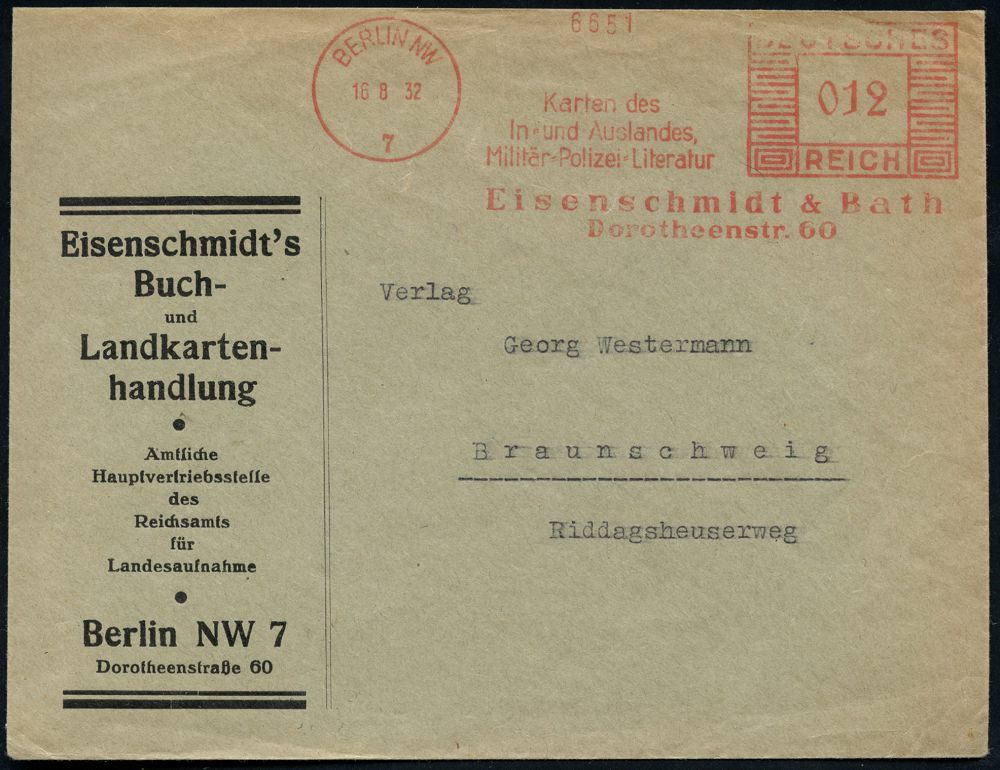 BERLIN NW
16 8 32
7
6651
Karten des
In- und Auslandes,
Militär-Polizei-Literatur
DEUTSCHES
012
REICH
Eisenschmidt & Bath
Dorotheenstr. 60
Eisenschmidt's
Buch-
und
Landkarten-
handlung
Amtliche
Hauptvertriebsstelle
des
Reichsamts
für
Landesaufnahme
Berlin NW 7
Dorotheenstraße 60
Verlag
Georg Westermann
Braunschweig
Riddagsheuserweg